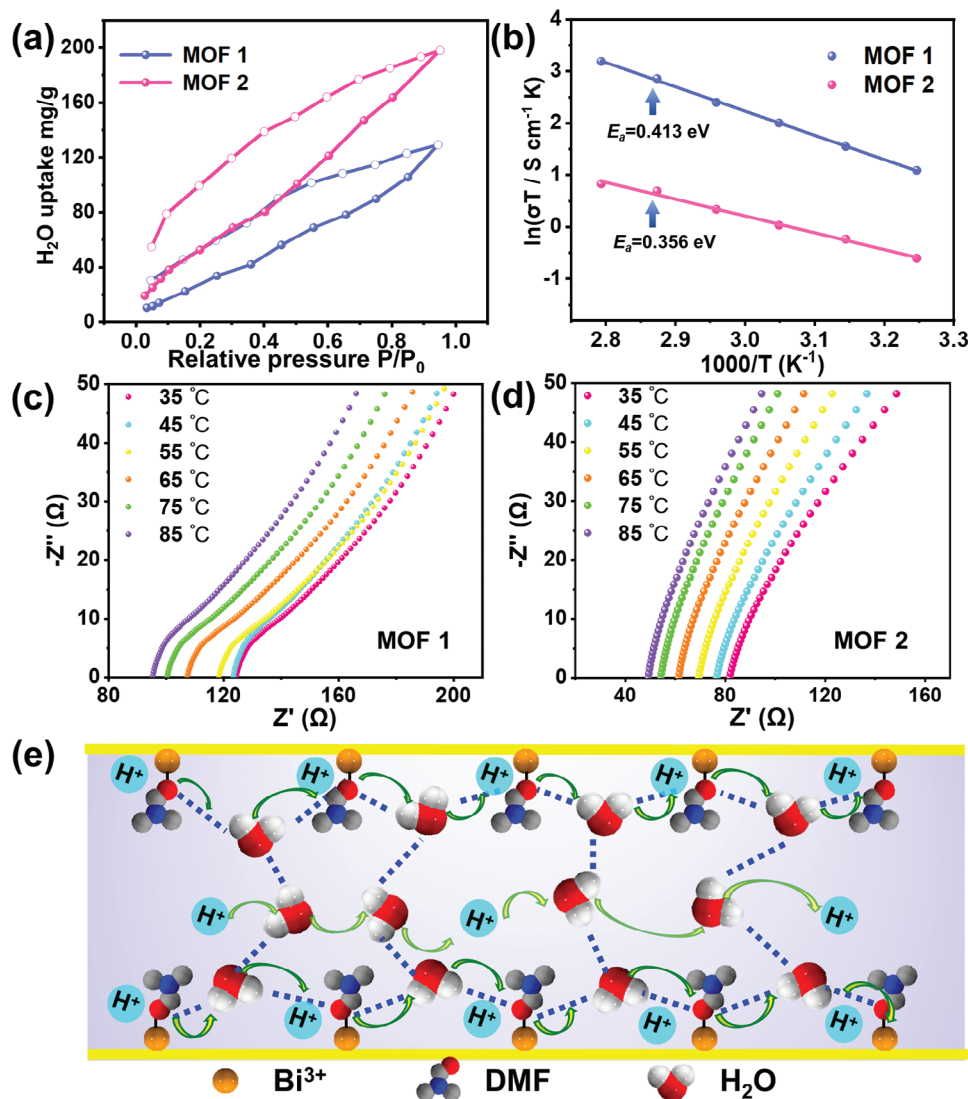 (a)
MOF 1
MOF 2
H₂O uptake mg/g
200
160
120
80
40
0
0.0 0.2 0.4 0.6 0.8 1.0
Relative pressure P/P₀
(b)
MOF 1
MOF 2
Eₐ=0.413 eV
Eₐ=0.356 eV
ln(σT / S cm⁻¹ K)
4
3
2
1
0
-1
2.8 2.9 3.0 3.1 3.2 3.3
1000/T (K⁻¹)
(c)
35 °C
45 °C
55 °C
65 °C
75 °C
85 °C
MOF 1
-Z'' (Ω)
50
40
30
20
10
0
80 120 160 200
Z' (Ω)
(d)
35 °C
45 °C
55 °C
65 °C
75 °C
85 °C
MOF 2
-Z'' (Ω)
50
40
30
20
10
0
40 80 120 160
Z' (Ω)
(e)
H⁺ H⁺ H⁺ H⁺ H⁺
H⁺ H⁺ H⁺
H⁺ H⁺ H⁺ H⁺ H⁺
Bi³⁺ DMF H₂O